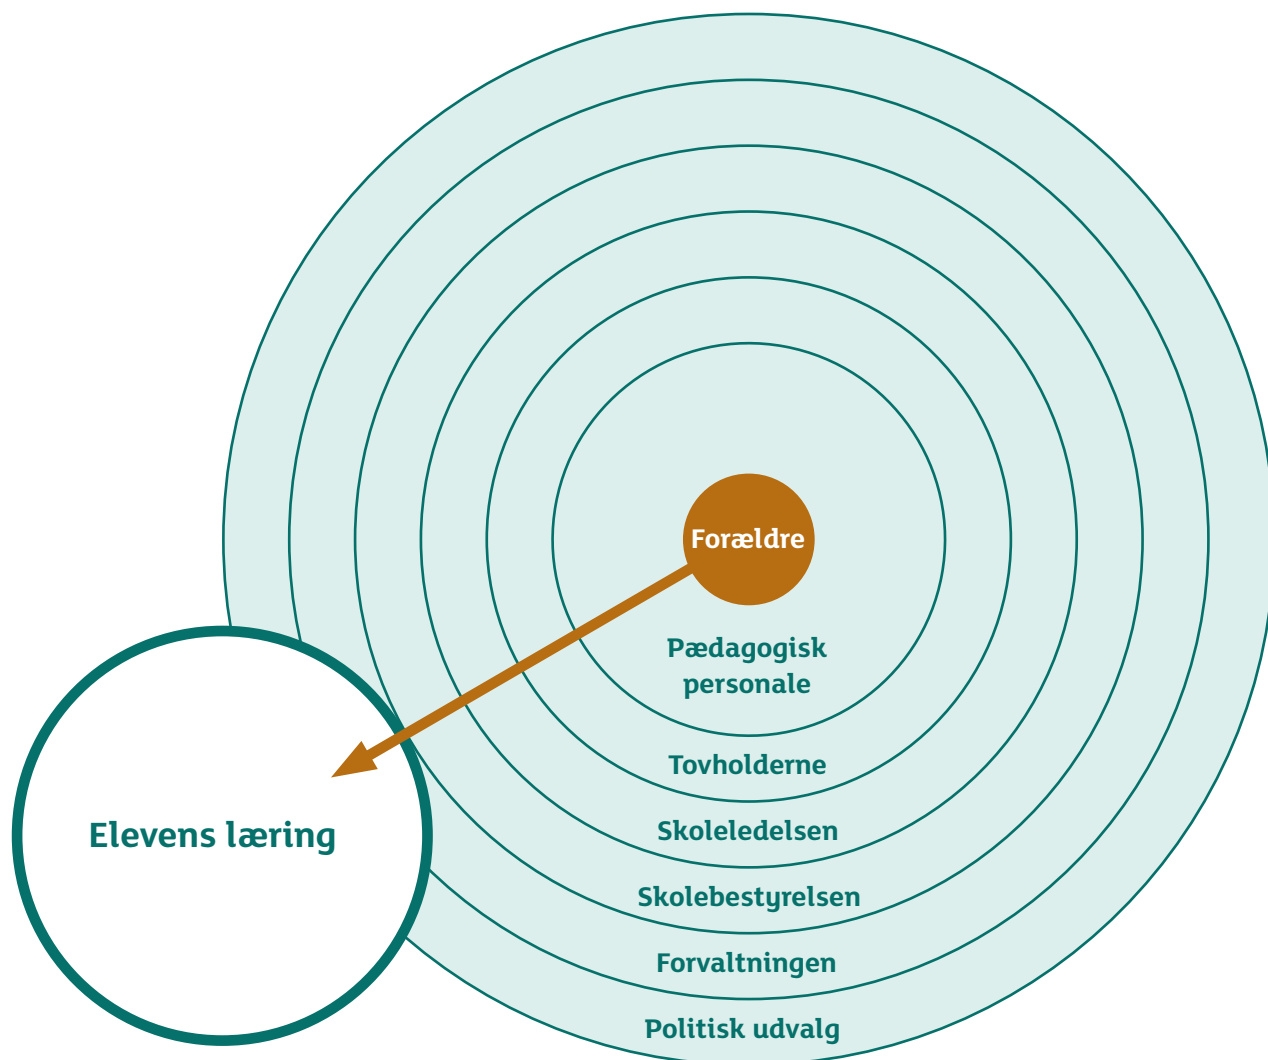 Forældre
Pædagogisk
personale
Tovholderne
Skoleledelsen
Elevens læring
Skolebestyrelsen
Forvaltningen
Politisk udvalg